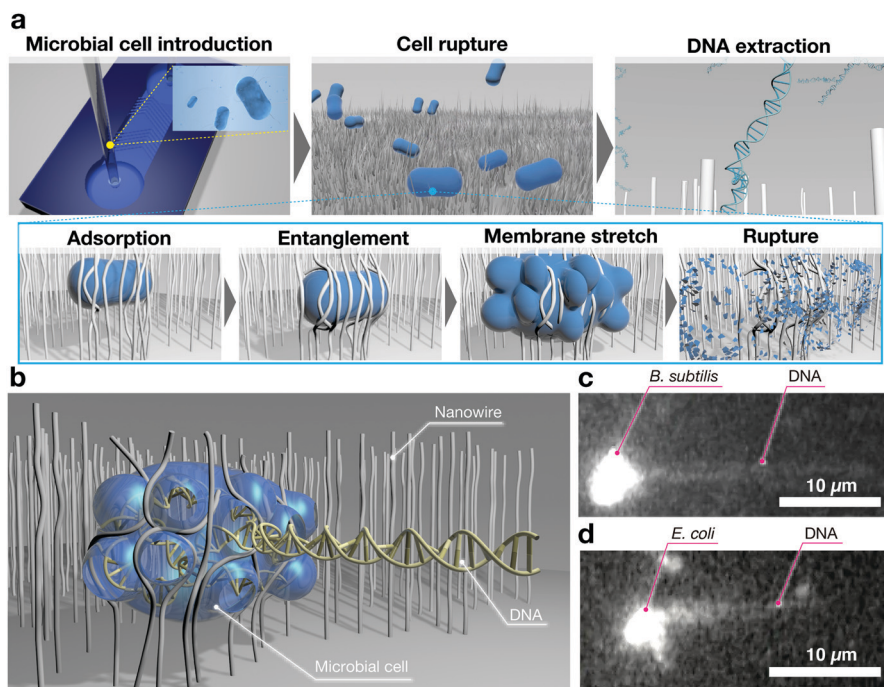 a
Microbial cell introduction
Cell rupture
DNA extraction
Adsorption
Entanglement
Membrane stretch
Rupture
b
Nanowire
DNA
Microbial cell
c
B. subtilis
DNA
10 µm
d
E. coli
DNA
10 µm